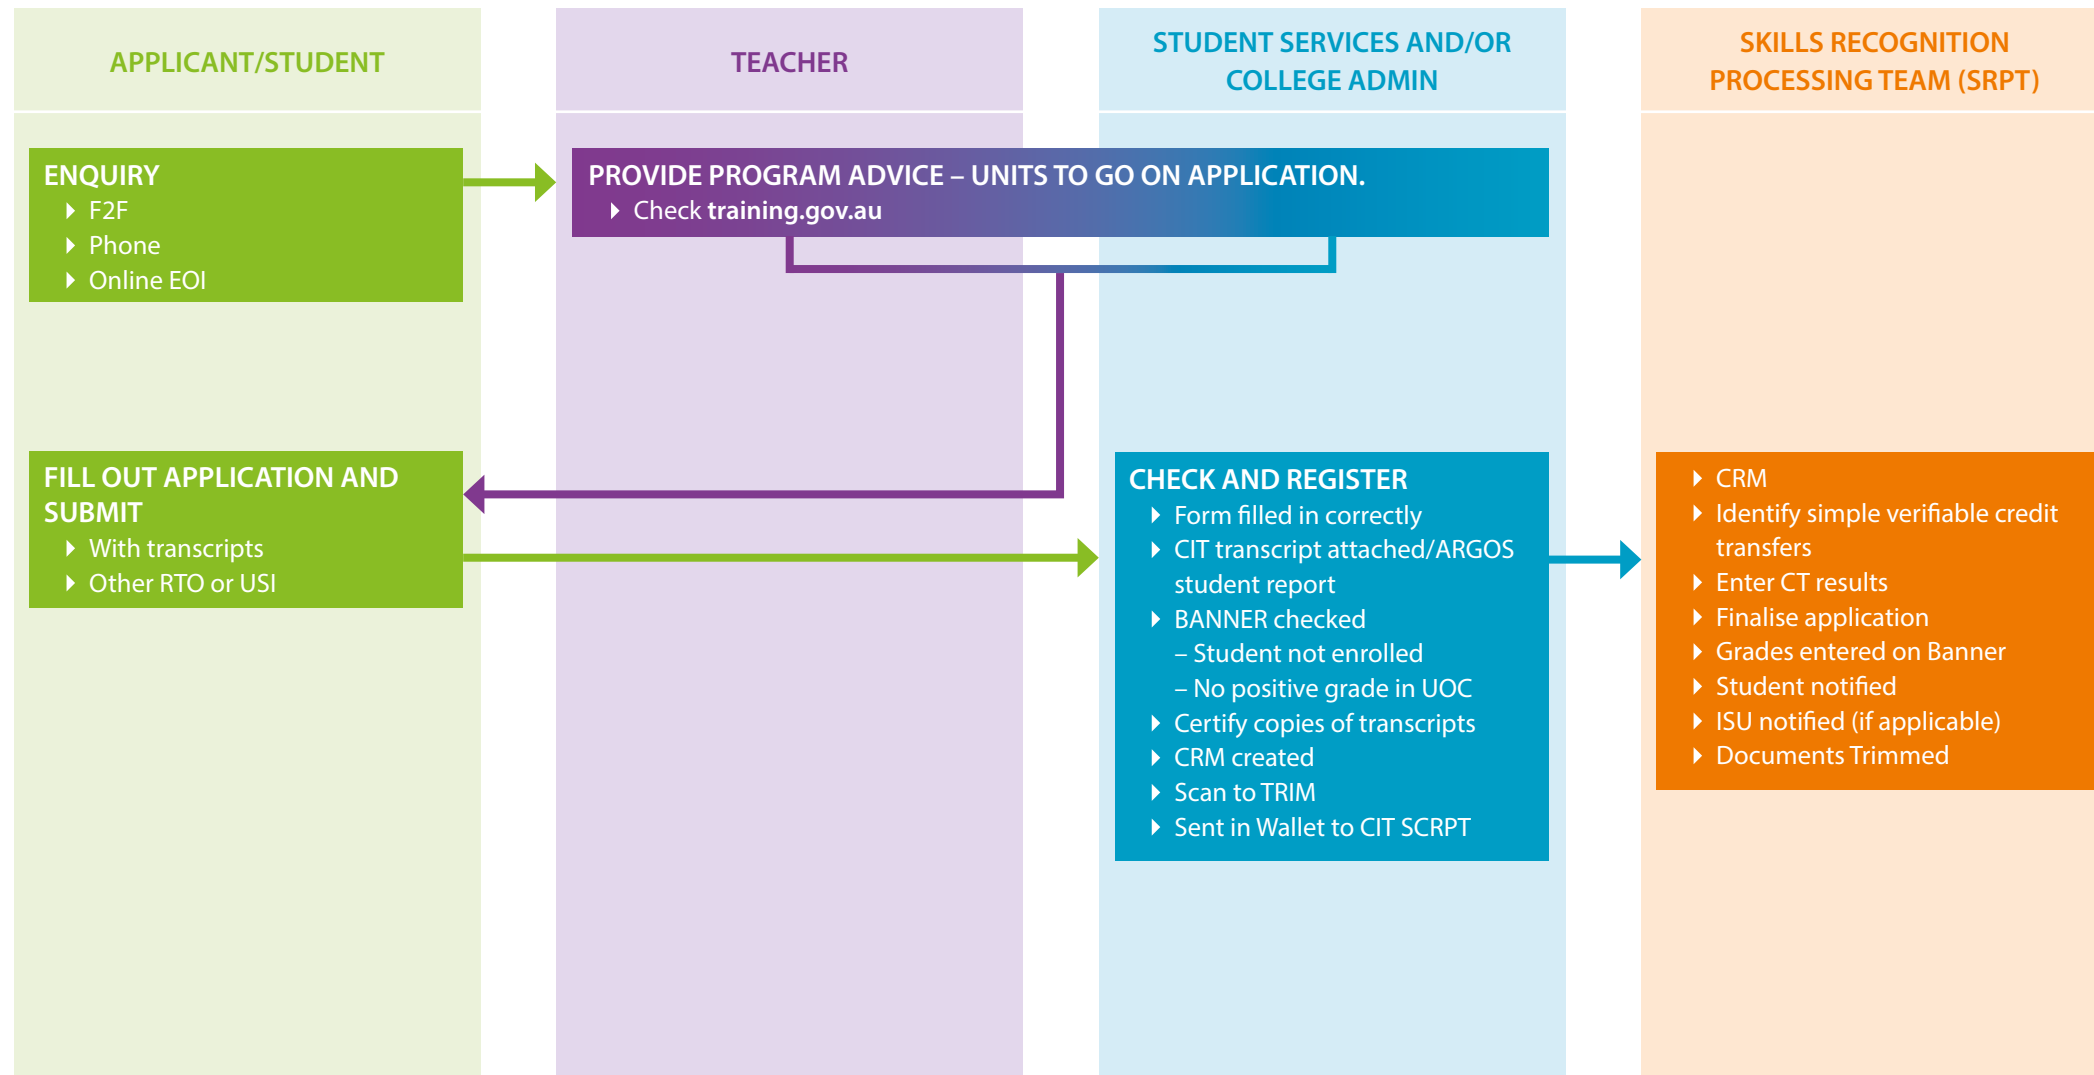 APPLICANT/STUDENT
TEACHER
STUDENT SERVICES AND/OR
COLLEGE ADMIN
SKILLS RECOGNITION
PROCESSING TEAM (SRPT)
ENQUIRY
F2F
Phone
Online EOI
PROVIDE PROGRAM ADVICE – UNITS TO GO ON APPLICATION.
Check training.gov.au
FILL OUT APPLICATION AND
SUBMIT
With transcripts
Other RTO or USI
CHECK AND REGISTER
Form filled in correctly
CIT transcript attached/ARGOS
student report
BANNER checked
– Student not enrolled
– No positive grade in UOC
Certify copies of transcripts
CRM created
Scan to TRIM
Sent in Wallet to CIT SCRPT
CRM
Identify simple verifiable credit
transfers
Enter CT results
Finalise application
Grades entered on Banner
Student notified
ISU notified (if applicable)
Documents Trimmed